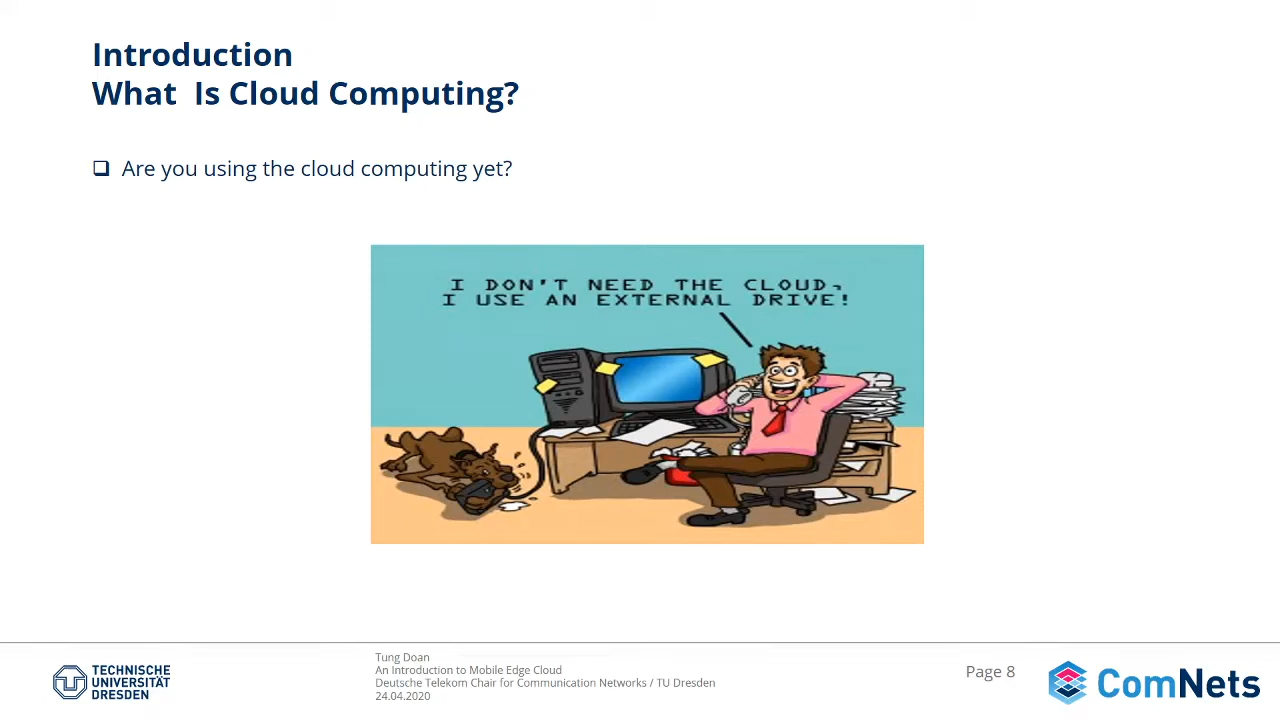 Introduction
What Is Cloud Computing?
Are you using the cloud computing yet?
I DON'T NEED THE CLOUD,
I USE AN EXTERNAL DRIVE!
TECHNISCHE
UNIVERSITÄT
DRESDEN
Tung Doan
An Introduction to Mobile Edge Cloud
Deutsche Telekom Chair for Communication Networks / TU Dresden
24.04.2020
Page 8
ComNets